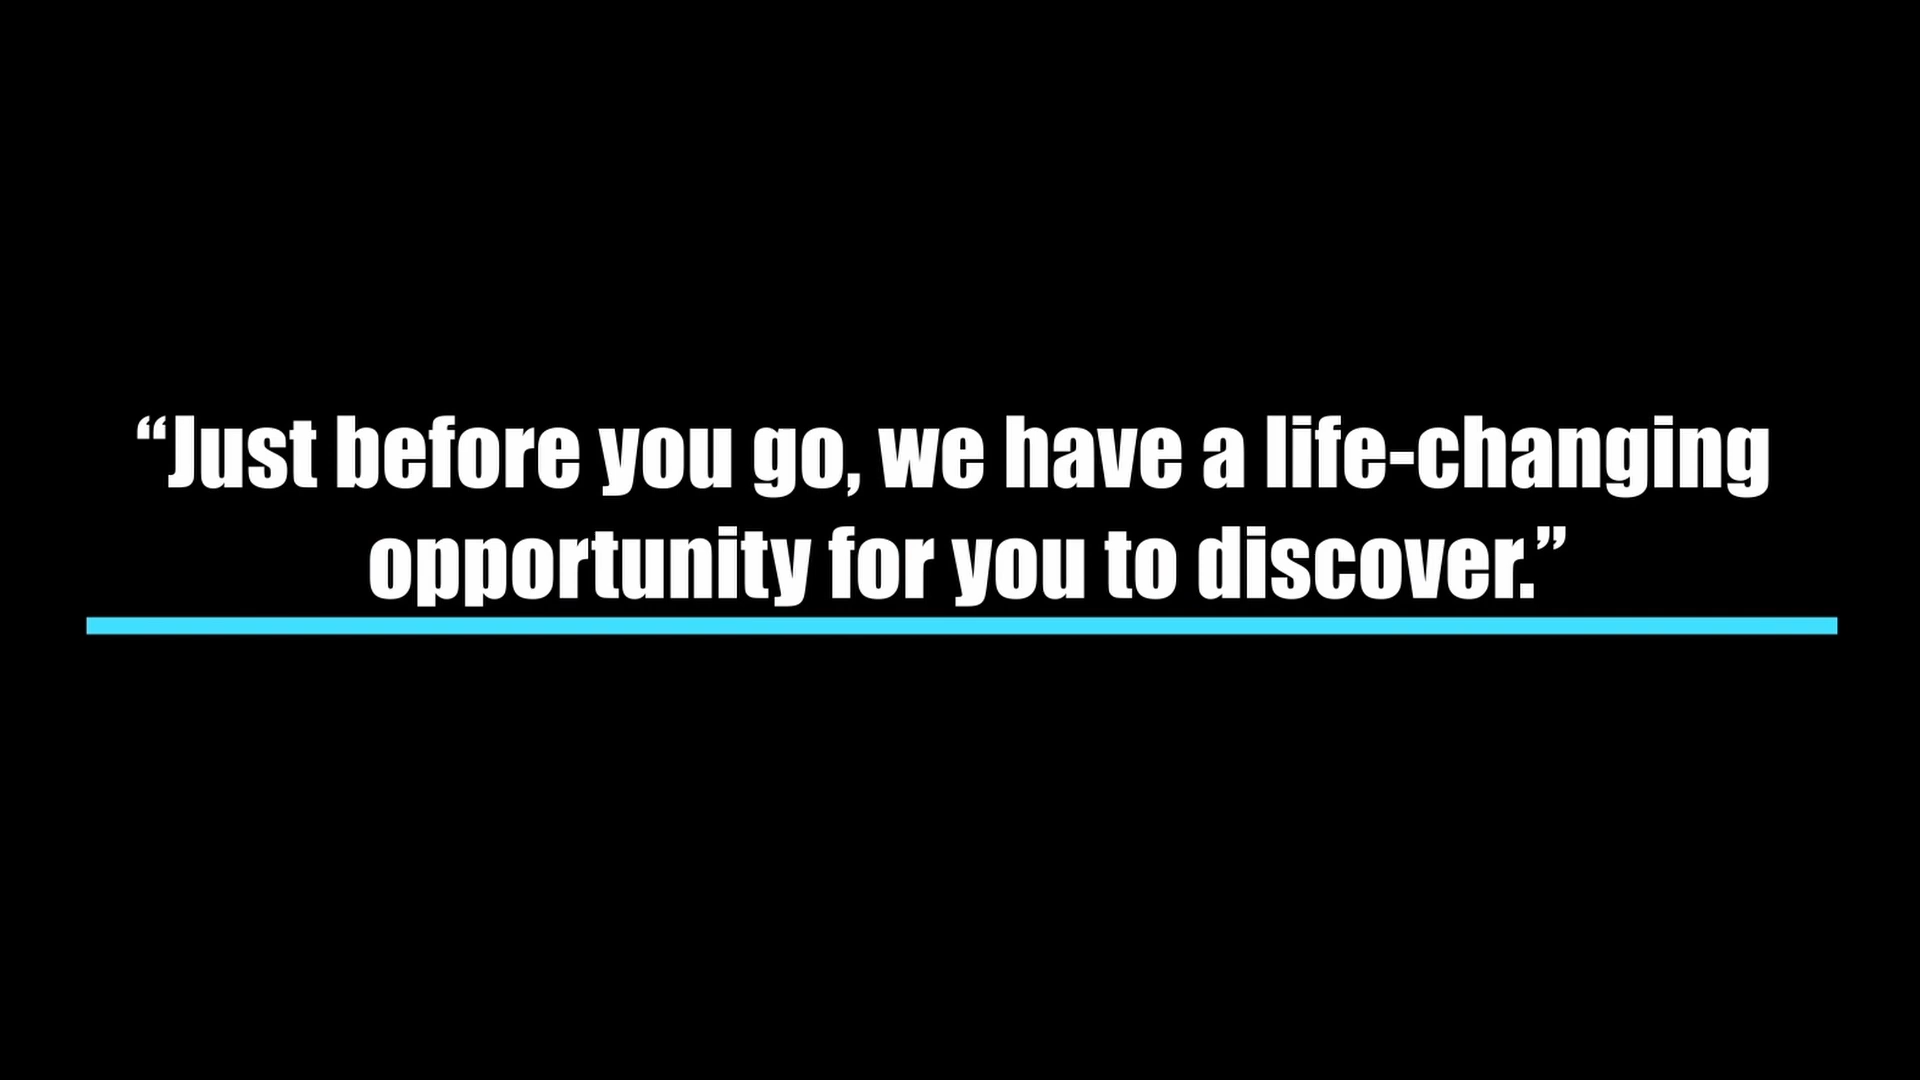 “Just before you go, we have a life-changing
opportunity for you to discover.”